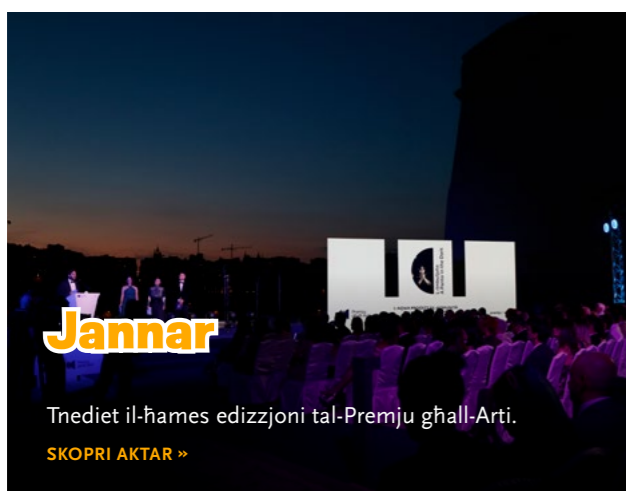 Jannar
Tnediet il-ħames edizzjoni tal-Premju għall-Arti.
SKOPRI AKTAR »